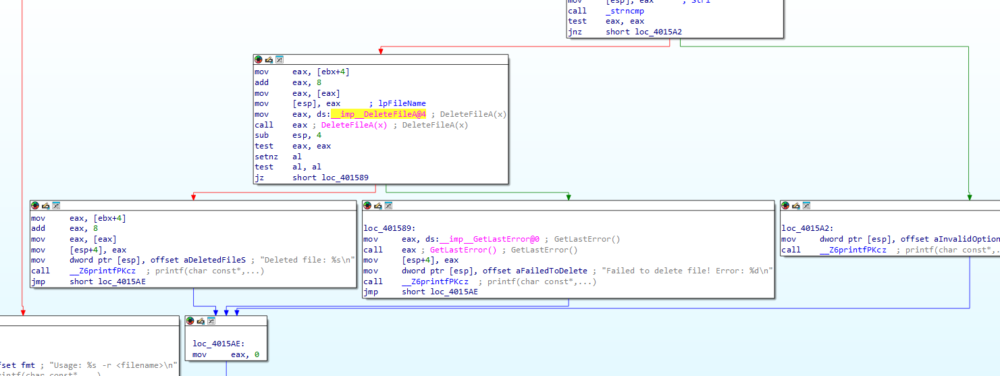 mov [esp], eax ; Str1
call _strncmp
test eax, eax
jnz short loc_4015A2
mov eax, [ebx+4]
add eax, 8
mov eax, [eax]
mov [esp], eax ; lpFileName
mov eax, ds:__imp__DeleteFileA@4 ; DeleteFileA(x)
call eax ; DeleteFileA(x) ; DeleteFileA(x)
sub esp, 4
test eax, eax
setnz al
test al, al
jz short loc_401589
mov eax, [ebx+4]
add eax, 8
mov eax, [eax]
mov [esp+4], eax
mov dword ptr [esp], offset aDeletedFileS ; "Deleted file: %s\n"
call __Z6printfPKcz ; printf(char const*,...)
jmp short loc_4015AE
loc_401589:
mov eax, ds:__imp__GetLastError@0 ; GetLastError()
call eax ; GetLastError() ; GetLastError()
mov [esp+4], eax
mov dword ptr [esp], offset aFailedToDelete ; "Failed to delete file! Error: %d\n"
call __Z6printfPKcz ; printf(char const*,...)
jmp short loc_4015AE
loc_4015A2:
mov dword ptr [esp], offset aInvalidOption
call __Z6printfPKcz ; printf(char const*,.
fset fmt ; "Usage: %s -r <filename>\n"
printf(char const*,...)
loc_4015AE:
mov eax, 0